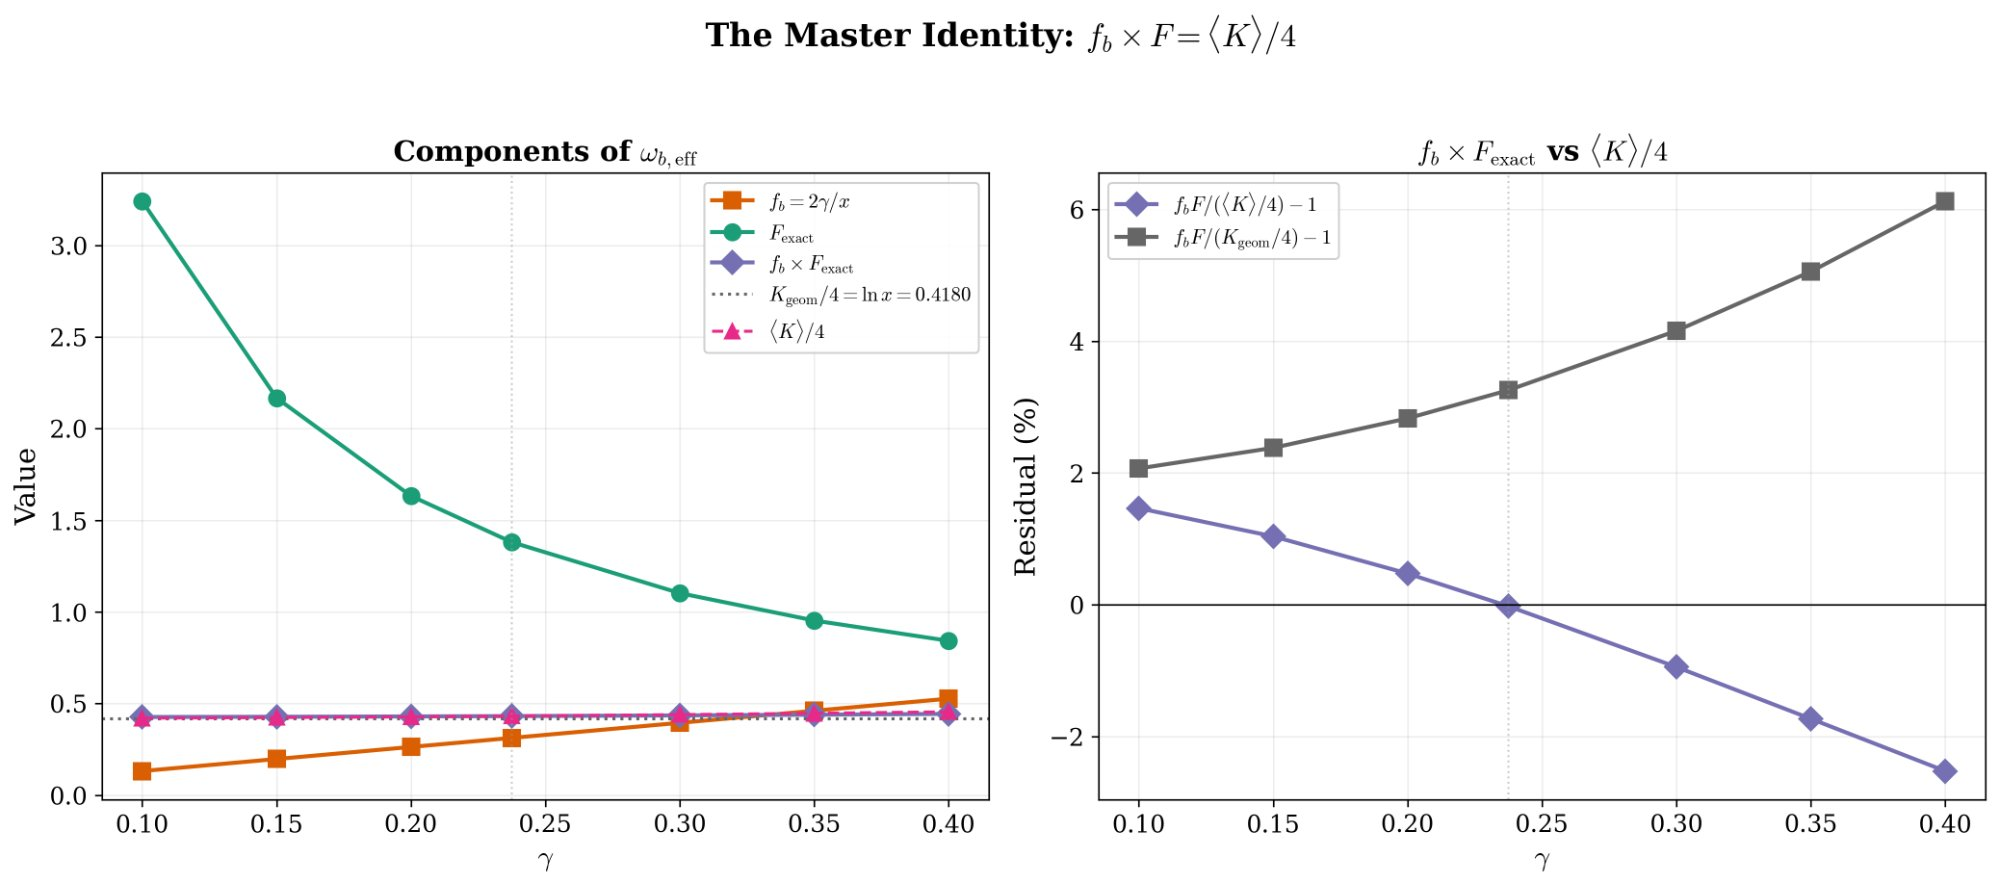 The Master Identity: f_b × F = ⟨K⟩/4
Components of ω_{b,eff}
Value
3.0
2.5
2.0
1.5
1.0
0.5
0.0
0.10 0.15 0.20 0.25 0.30 0.35 0.40
γ
f_b = 2γ/x
F_exact
f_b × F_exact
K_geom/4 = ln x = 0.4180
⟨K⟩/4
f_b × F_exact vs ⟨K⟩/4
Residual (%)
6
4
2
0
−2
0.10 0.15 0.20 0.25 0.30 0.35 0.40
γ
f_bF/(⟨K⟩/4) − 1
f_bF/(K_geom/4) − 1